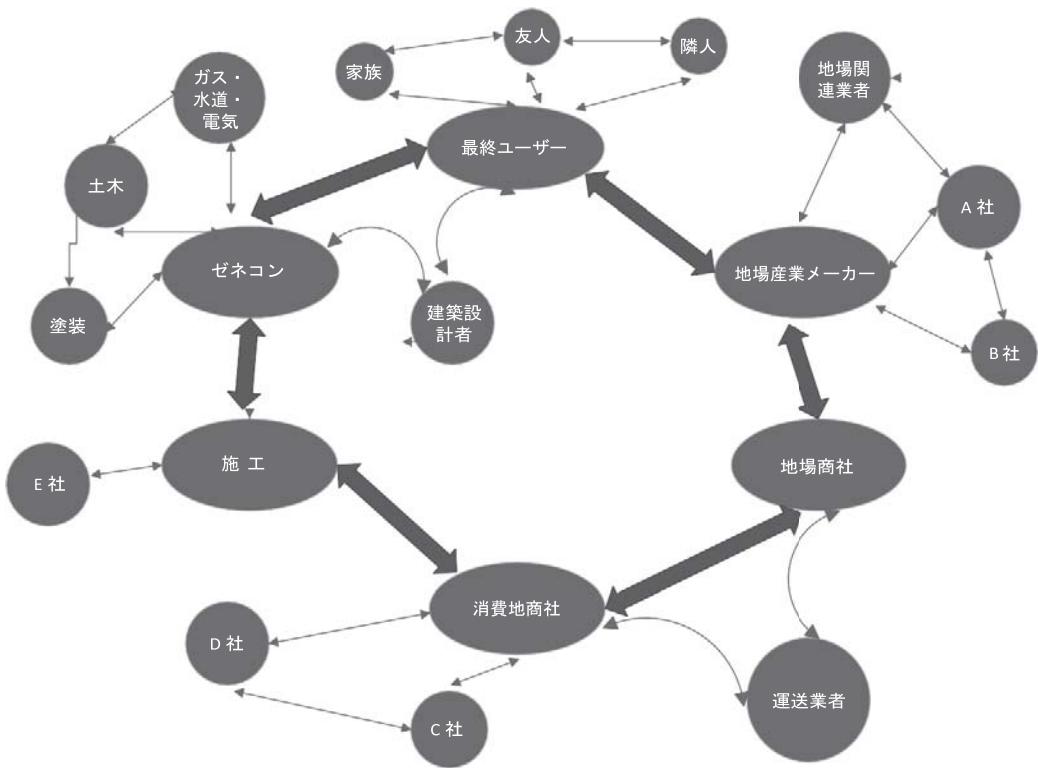 友人
家族
隣人
ガス・
水道・
電気
地場関
連業者
最終ユーザー
土木
A 社
ゼネコン
地場産業メーカー
塗装
建築設
計者
B 社
施 工
地場商社
E 社
消費地商社
D 社
運送業者
C 社